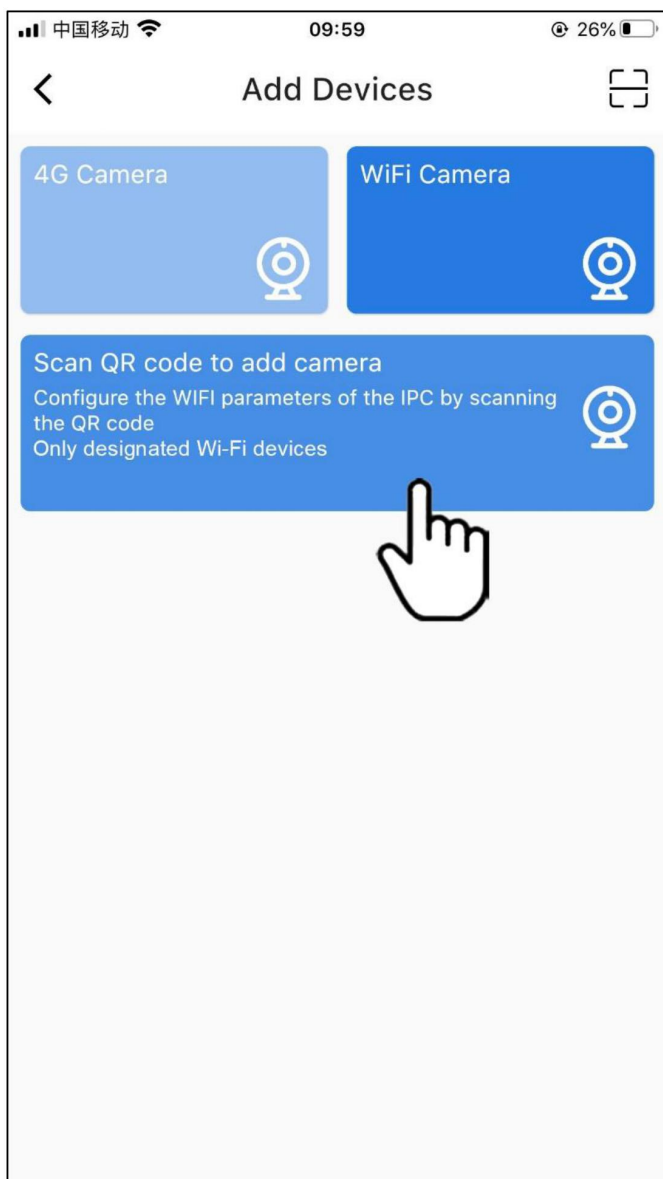 中国移动 09:59 26%
Add Devices
4G Camera WiFi Camera
Scan QR code to add camera
Configure the WIFI parameters of the IPC by scanning
the QR code
Only designated Wi-Fi devices